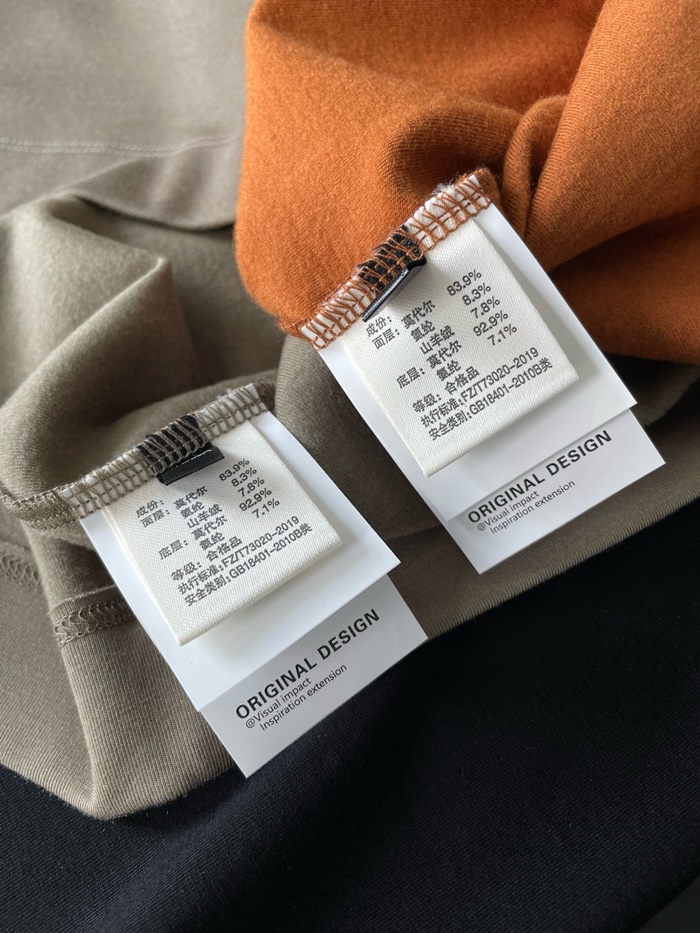 成份:
面层: 莫代尔 83.9%
氨纶 8.3%
山羊绒 7.8%
底层: 莫代尔 92.9%
氨纶 7.1%
等级: 合格品
执行标准:FZ/T73020-2019
安全类别:GB18401-2010B类
ORIGINAL DESIGN
@Visual impact
Inspiration extension
成份:
面层: 莫代尔 83.9%
氨纶 8.3%
山羊绒 7.8%
底层: 莫代尔 92.9%
氨纶 7.1%
等级: 合格品
执行标准:FZ/T73020-2019
安全类别:GB18401-2010B类
ORIGINAL DESIGN
@Visual impact
Inspiration extension